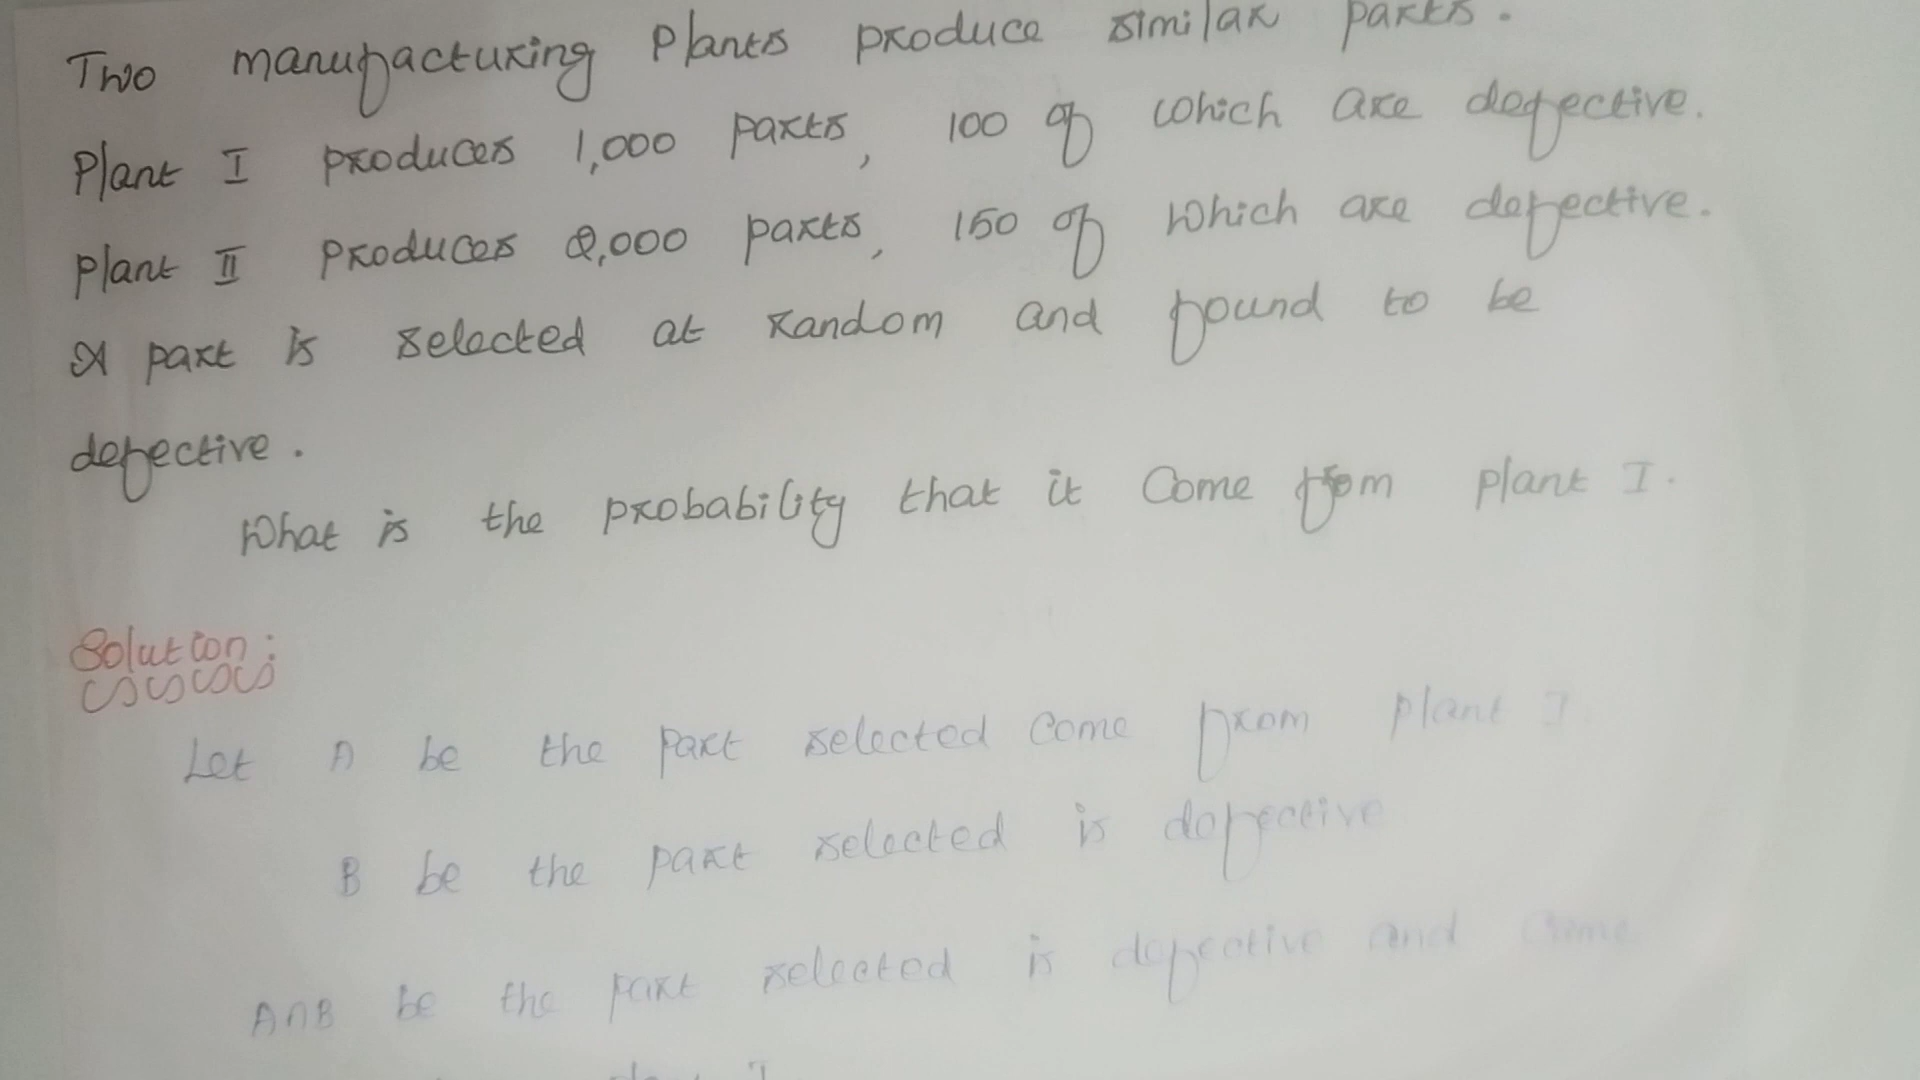 Two manufacturing Plants produce similar parts.
Plant I produces 1,000 parts, 100 of which are defective.
Plant II produces 2,000 parts, 150 of which are defective.
A part is selected at random and found to be
defective.
What is the probability that it come from plant I.
Solution:
Let A be the part selected come from plant I
B be the part selected is defective
A∩B be the part selected is defective and come